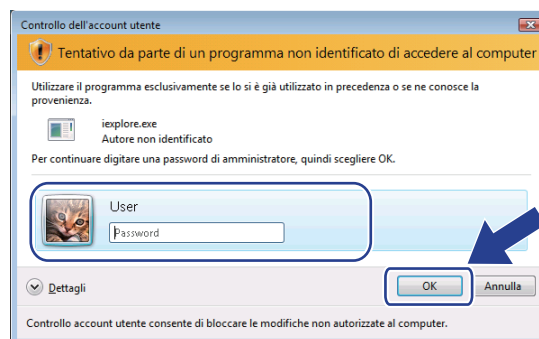 Controllo dell'account utente
Tentativo da parte di un programma non identificato di accedere al computer
Utilizzare il programma esclusivamente se lo si è già utilizzato in precedenza o se ne conosce la
provenienza.
iexplore.exe
Autore non identificato
Per continuare digitare una password di amministratore, quindi scegliere OK.
User
Password
Dettagli
OK
Annulla
Controllo account utente consente di bloccare le modifiche non autorizzate al computer.